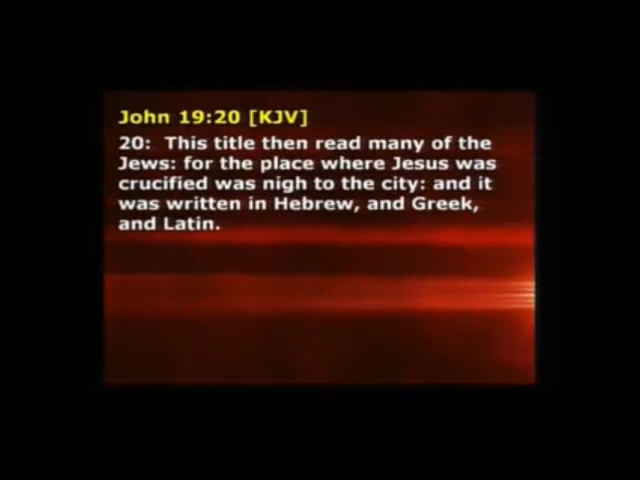 John 19:20 [KJV]
20: This title then read many of the
Jews: for the place where Jesus was
crucified was nigh to the city: and it
was written in Hebrew, and Greek,
and Latin.